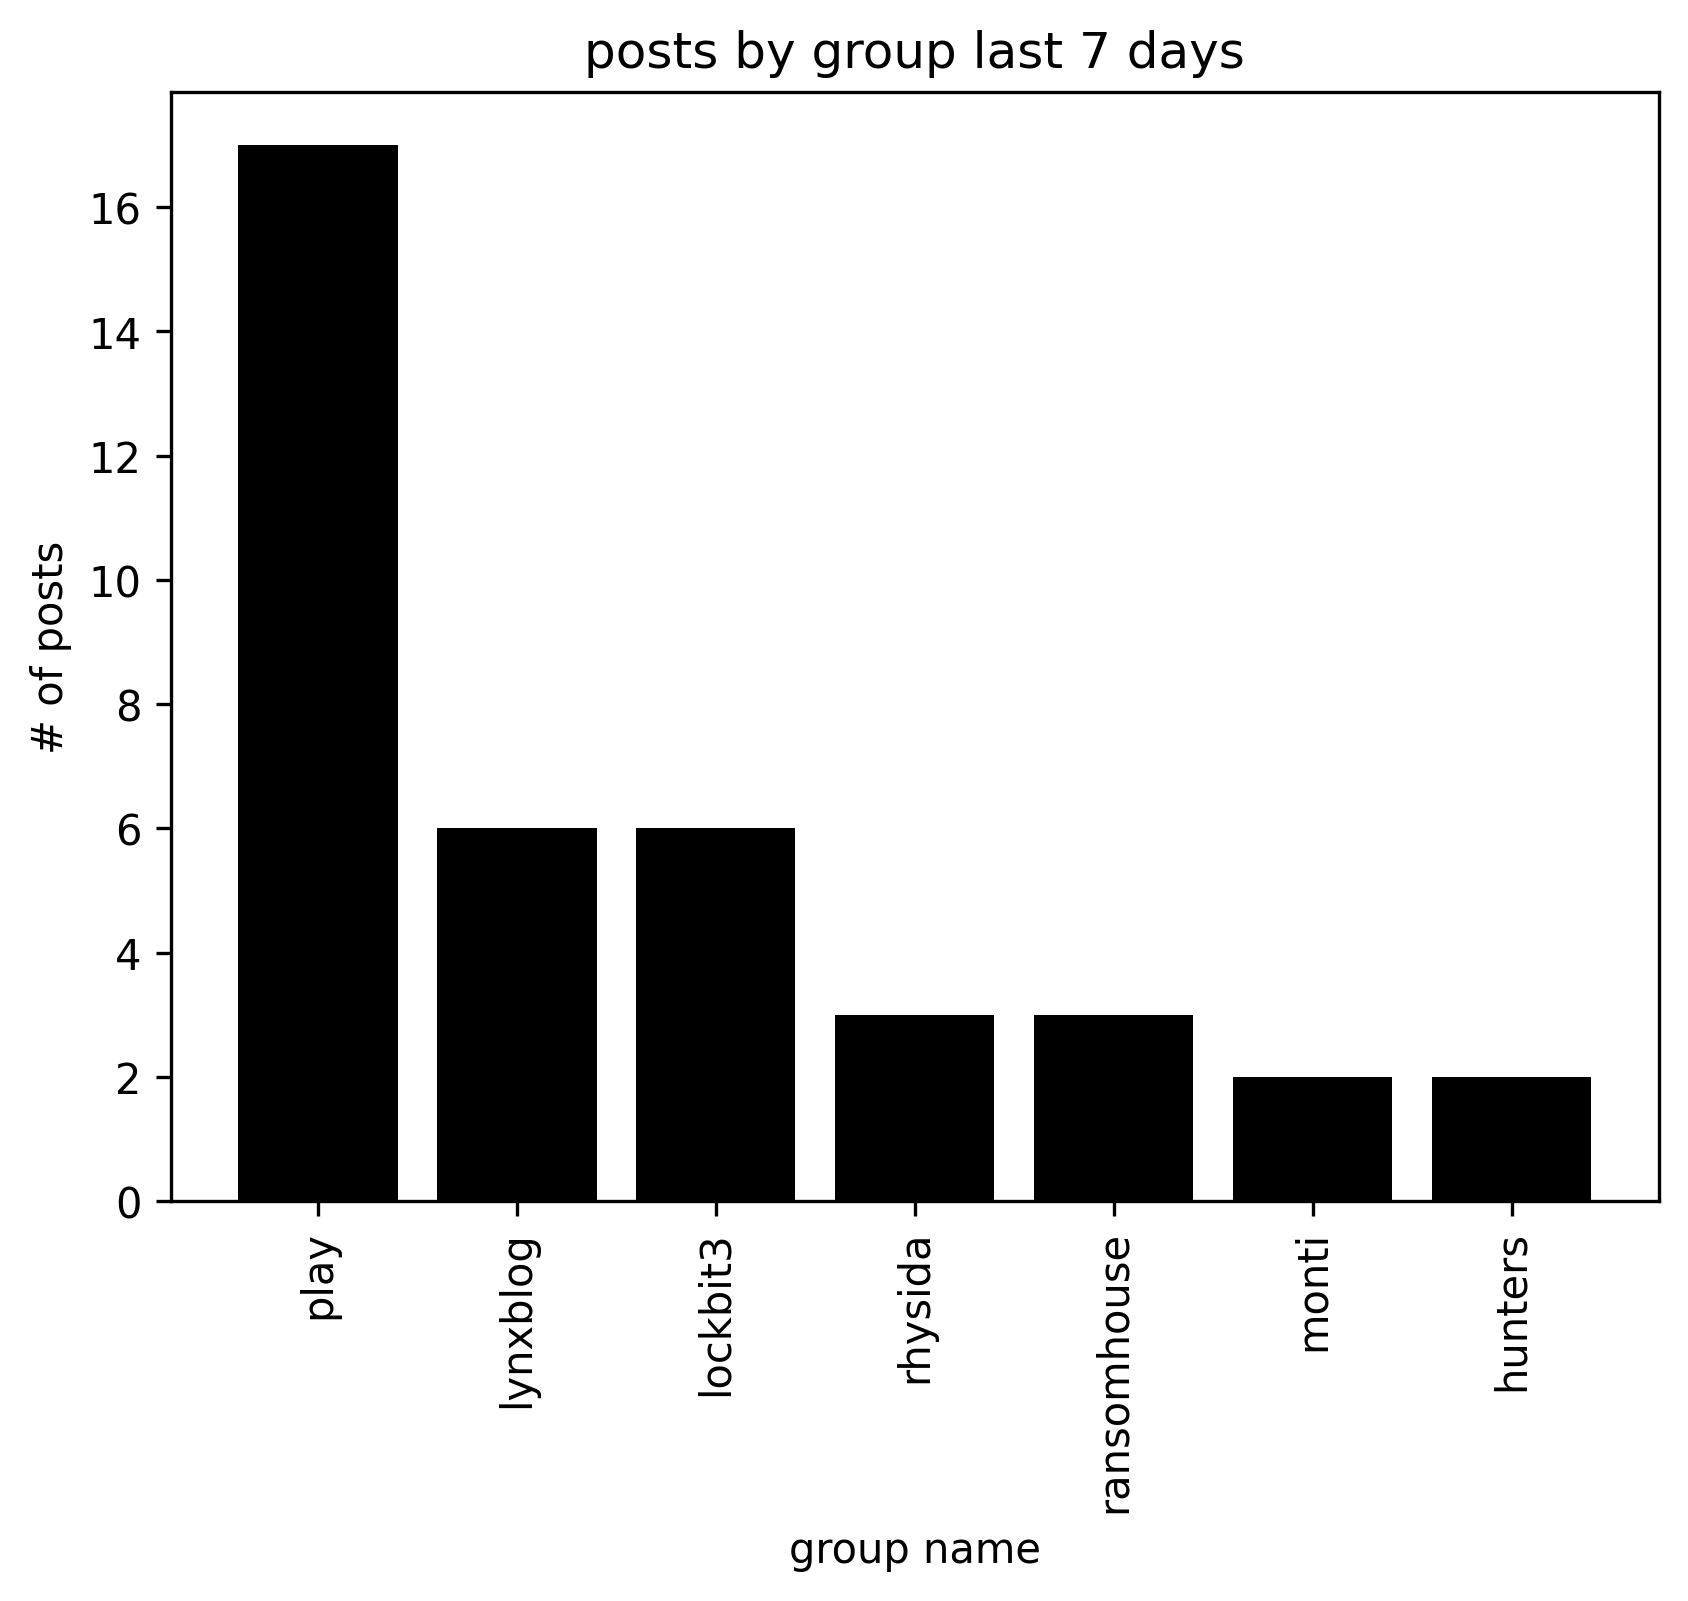 posts by group last 7 days
# of posts
16
14
12
10
8
6
4
2
0
play
lynxblog
lockbit3
rhysida
ransomhouse
monti
hunters
group name